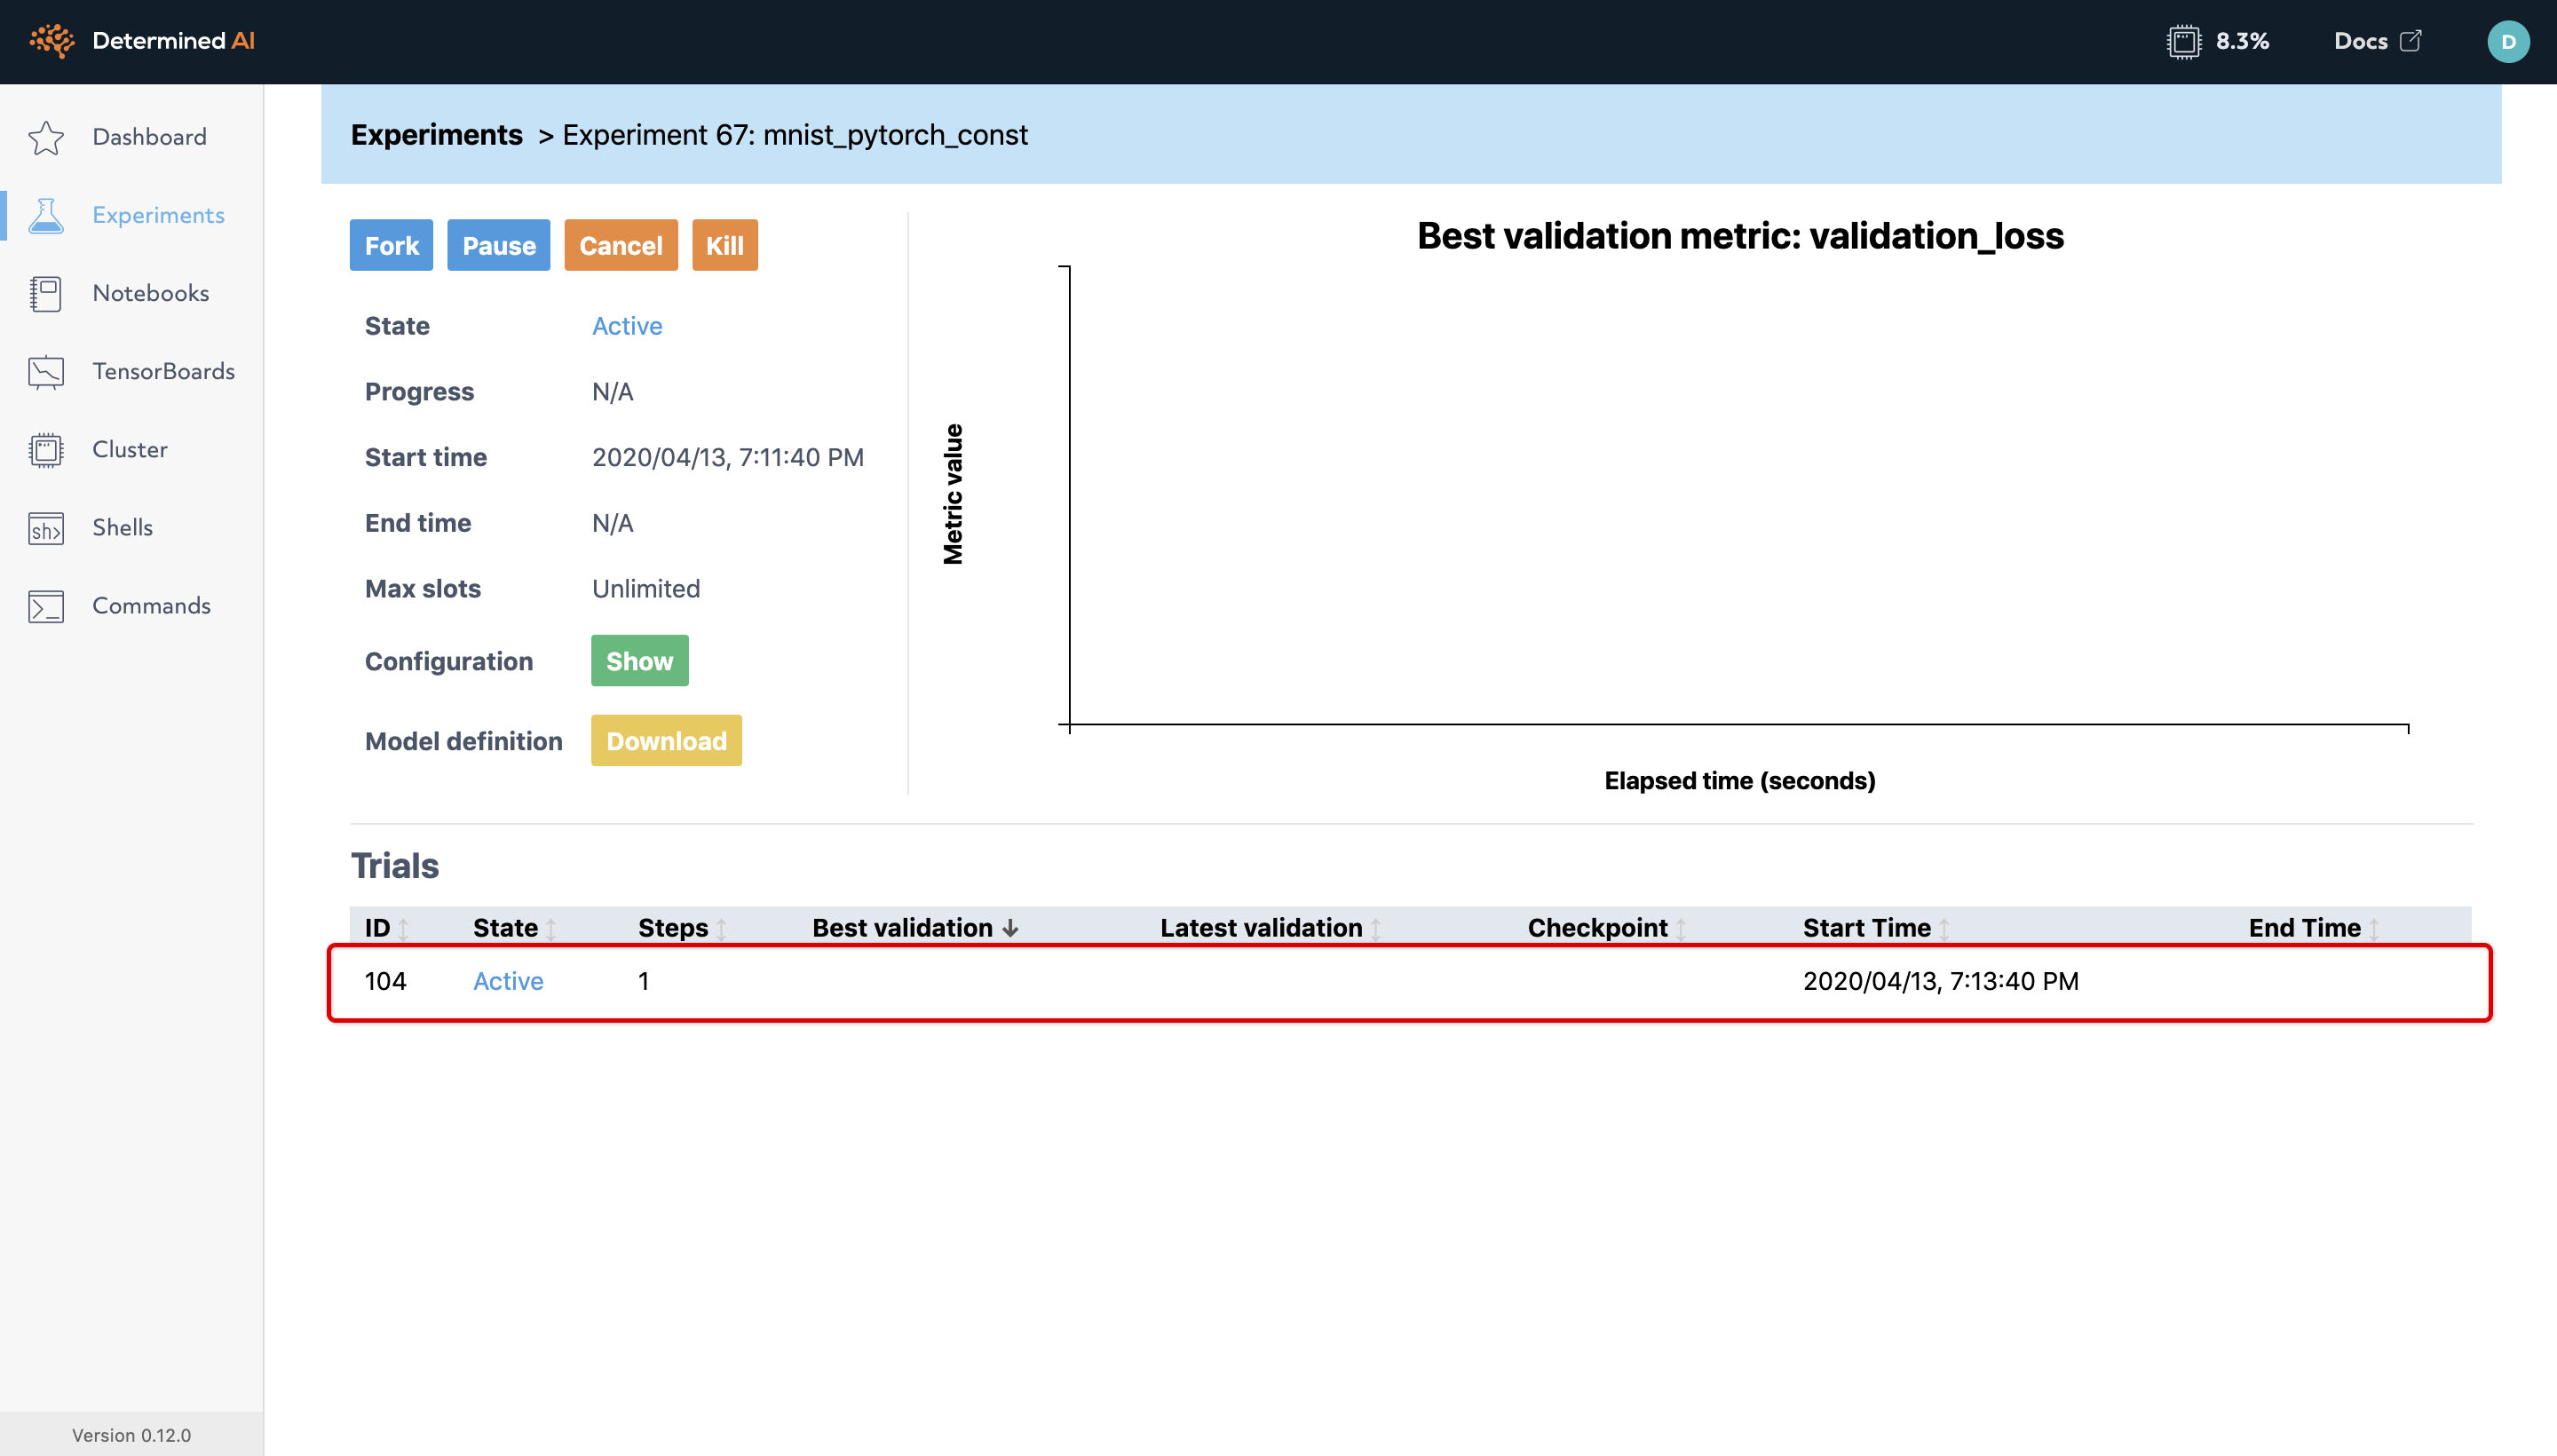 Determined AI
8.3%
Docs
D
Dashboard
Experiments
Notebooks
TensorBoards
Cluster
sh> Shells
Commands
Version 0.12.0
Experiments > Experiment 67: mnist_pytorch_const
Fork Pause Cancel Kill
State Active
Progress N/A
Start time 2020/04/13, 7:11:40 PM
End time N/A
Max slots Unlimited
Configuration Show
Model definition Download
Best validation metric: validation_loss
Metric value
Elapsed time (seconds)
Trials
ID State Steps Best validation Latest validation Checkpoint Start Time End Time
104 Active 1 2020/04/13, 7:13:40 PM